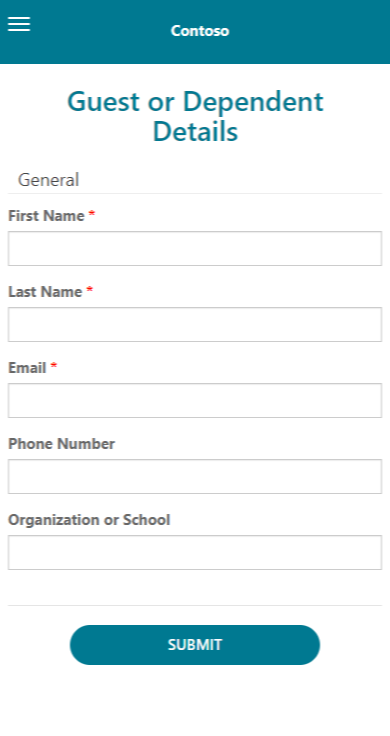 Contoso
Guest or Dependent
Details
General
First Name *
Last Name *
Email *
Phone Number
Organization or School
SUBMIT